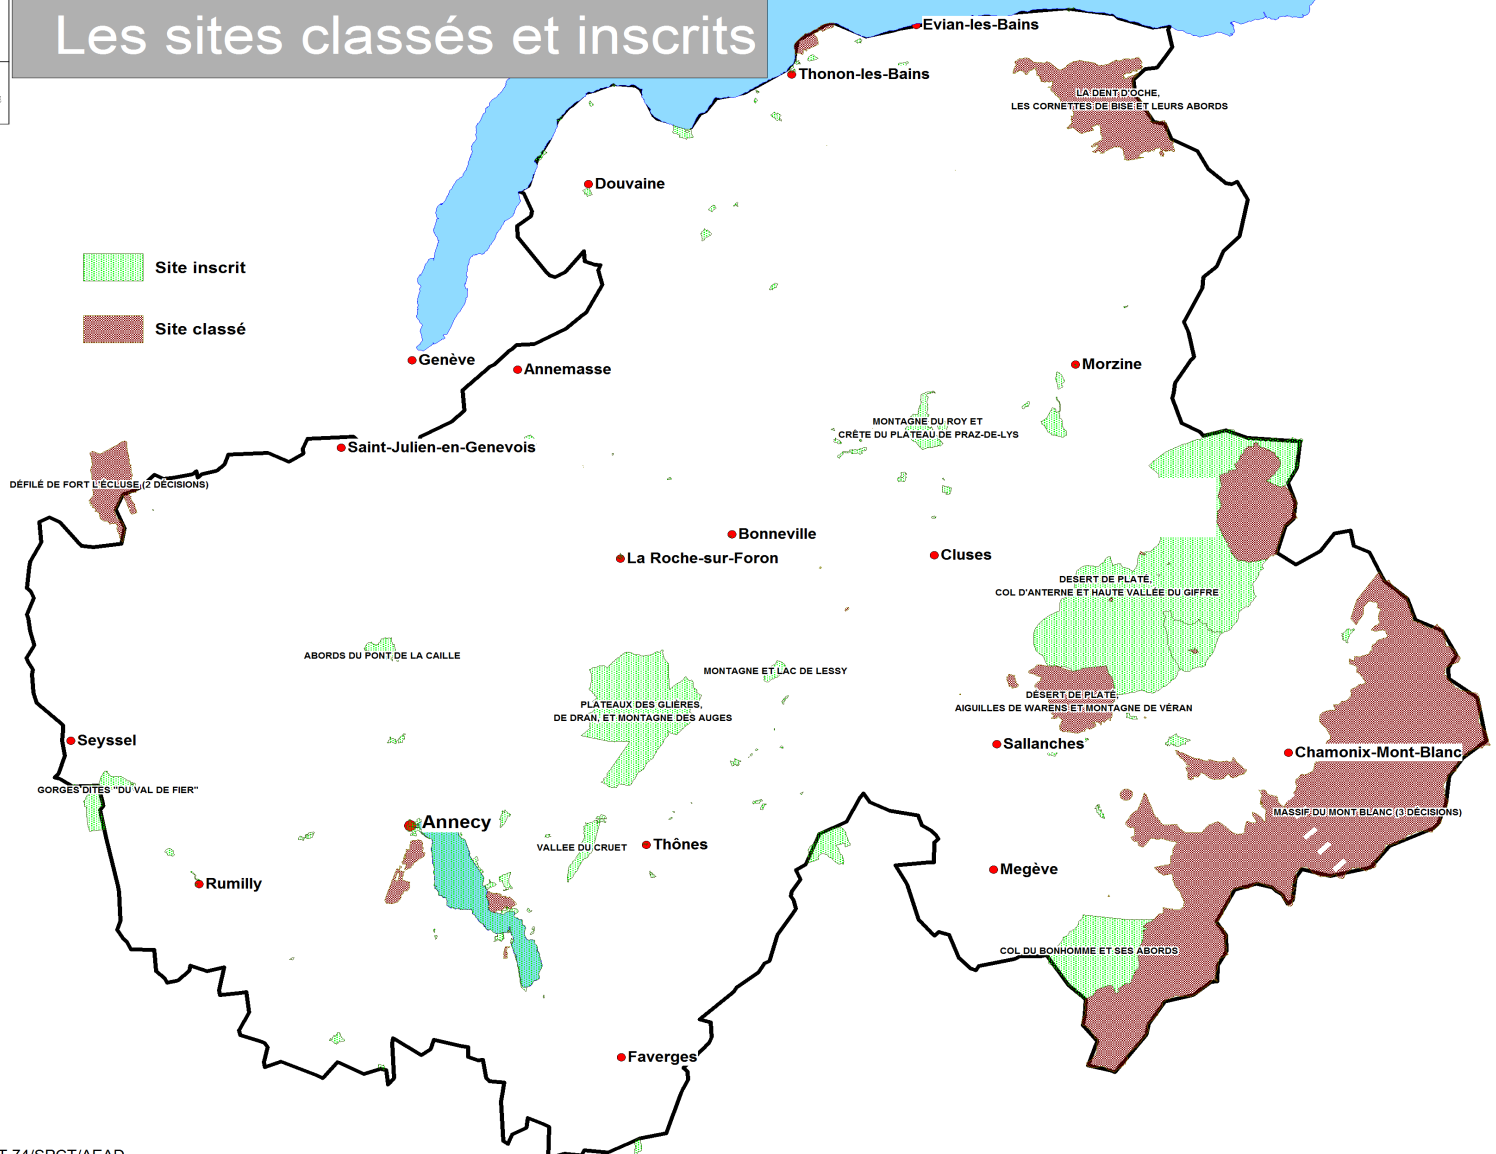 Les sites classés et inscrits
Evian-les-Bains
Thonon-les-Bains
LA DENT D'OCHE,
LES CORNETTES DE BISE ET LEURS ABORDS
Douvaine
Site inscrit
Site classé
Genève
Annemasse
Morzine
MONTAGNE DU ROY ET
CRÊTE DU PLATEAU DE PRAZ-DE-LYS
Saint-Julien-en-Genevois
DÉFILÉ DE FORT L'ÉCLUSE (2 DÉCISIONS)
Bonneville
La Roche-sur-Foron
Cluses
DESERT DE PLATÉ,
COL D'ANTERNE ET HAUTE VALLÉE DU GIFFRE
ABORDS DU PONT DE LA CAILLE
MONTAGNE ET LAC DE LESSY
PLATEAUX DES GLIÈRES,
DE DRAN, ET MONTAGNE DES AUGES
DÉSERT DE PLATÉ,
AIGUILLES DE WARENS ET MONTAGNE DE VÉRAN
Seyssel
Sallanches
Chamonix-Mont-Blanc
GORGES DITES "DU VAL DE FIER"
MASSIF DU MONT BLANC (3 DÉCISIONS)
Annecy
VALLEE DU CRUET
Thônes
Megève
Rumilly
COL DU BONHOMME ET SES ABORDS
Faverges